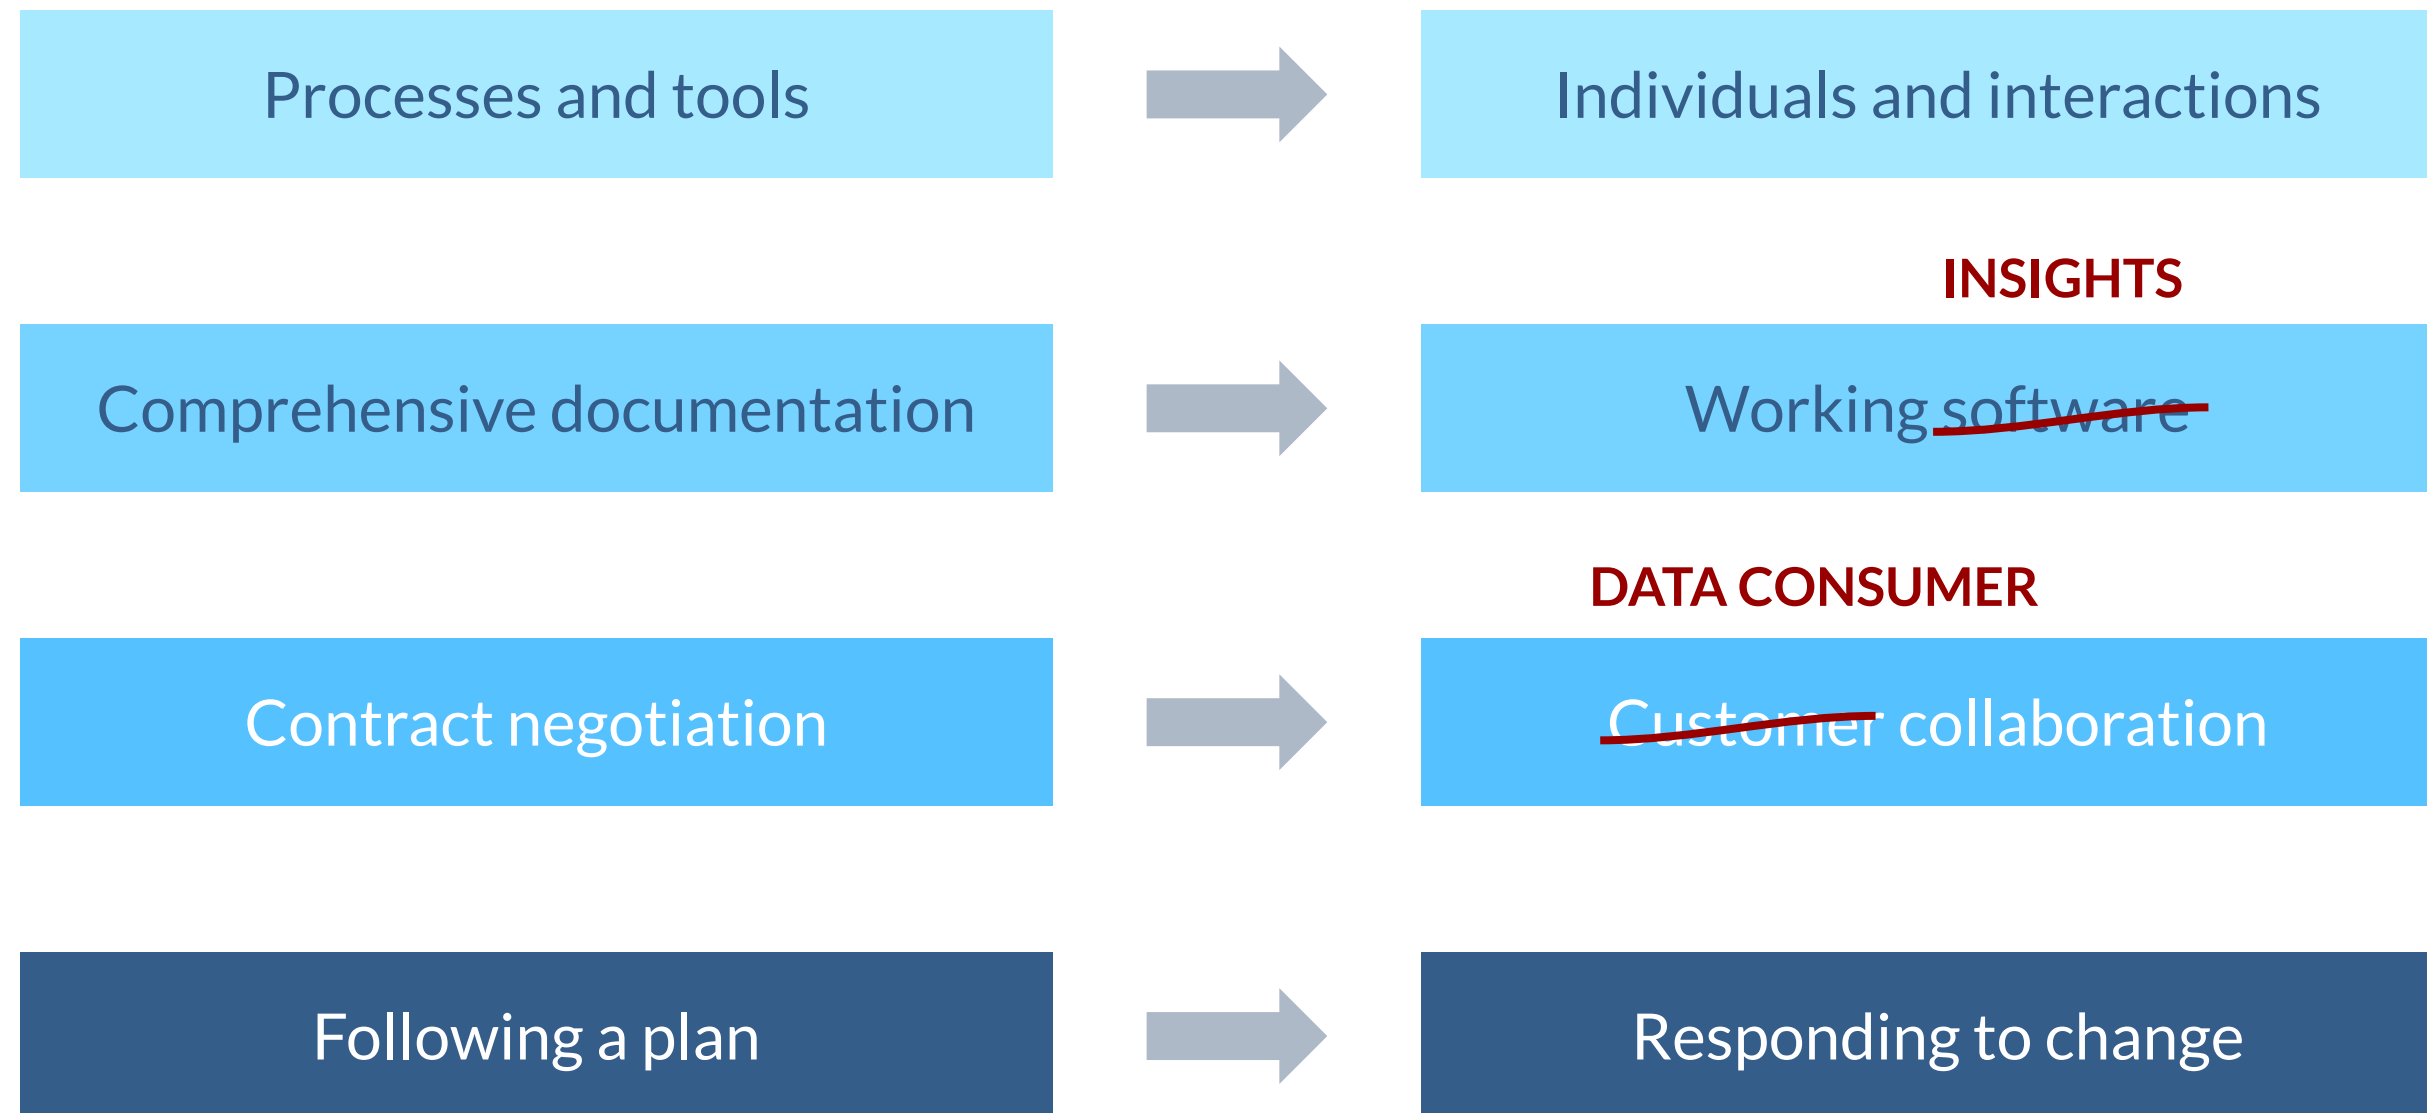 Processes and tools
Individuals and interactions
INSIGHTS
Comprehensive documentation
Working software
DATA CONSUMER
Contract negotiation
Customer collaboration
Following a plan
Responding to change